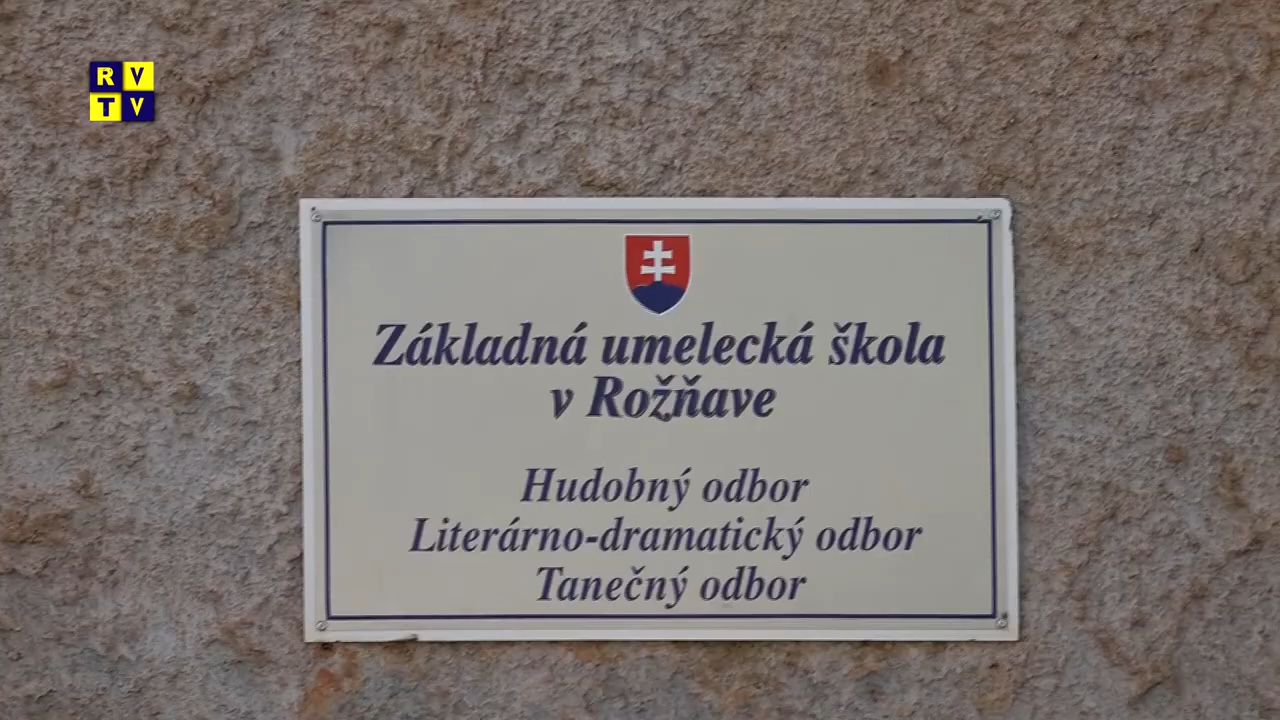 RV
TV
Základná umelecká škola
v Rožňave
Hudobný odbor
Literárno-dramatický odbor
Tanečný odbor